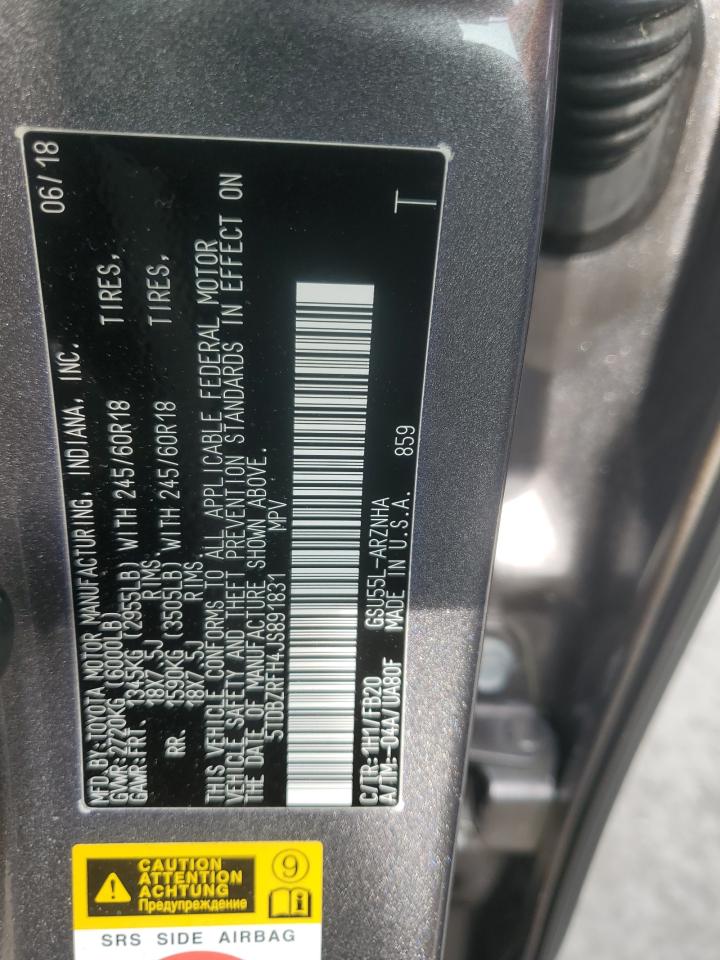 MFD.BY:TOYOTA MOTOR MANUFACTURING, INDIANA, INC. 06/18
GVWR:2720KG (6000LB)
GAWR:FRT. 1345KG (2955LB) WITH 245/60R18 TIRES,
18X7.5J RIMS
RR. 1590KG (3505LB) WITH 245/60R18 TIRES,
18X7.5J RIMS
THIS VEHICLE CONFORMS TO ALL APPLICABLE FEDERAL MOTOR
VEHICLE SAFETY AND THEFT PREVENTION STANDARDS IN EFFECT ON
THE DATE OF MANUFACTURE SHOWN ABOVE.
5TDBZRFH4JS891831 MPV
C/TR:1H1/FB20 GSU55L-ARZNHA T
A/TM:-04A/UA80F MADE IN U.S.A. 859
CAUTION
ATTENTION
ACHTUNG
Предупреждение
9
SRS SIDE AIRBAG